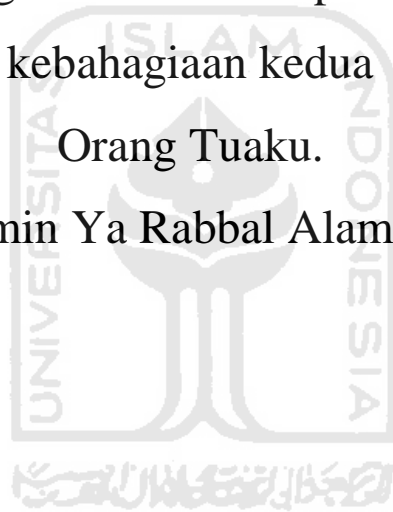 kebahagiaan kedua
Orang Tuaku.
min Ya Rabbal Alam
ISLAM
UNIVERSITAS
INDONESIA